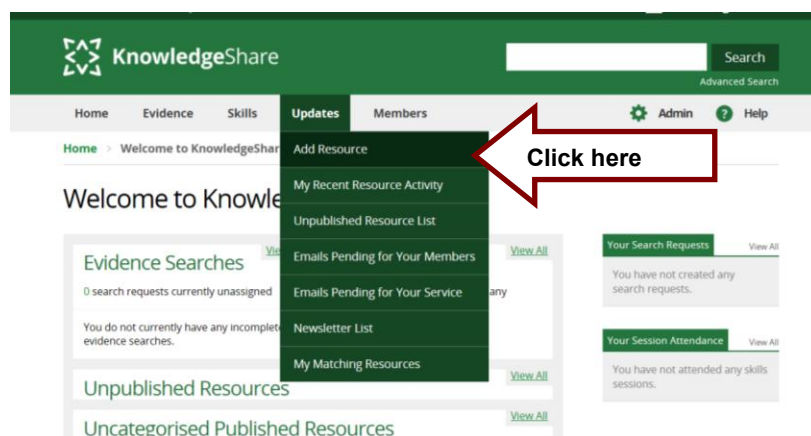 KnowledgeShare
Search
Advanced Search
Home Evidence Skills Updates Members Admin ? Help
Home > Welcome to KnowledgeShar
Add Resource
Click here
My Recent Resource Activity
Welcome to Knowle
Unpublished Resource List
Evidence Searches
Vie
Emails Pending for Your Members
View All
0 search requests currently unassigned
Emails Pending for Your Service
any
You do not currently have any incomplet
evidence searches.
Newsletter List
My Matching Resources
Unpublished Resources
View All
Uncategorised Published Resources
View All
Your Search Requests View All
You have not created any
search requests.
Your Session Attendance View All
You have not attended any skills
sessions.